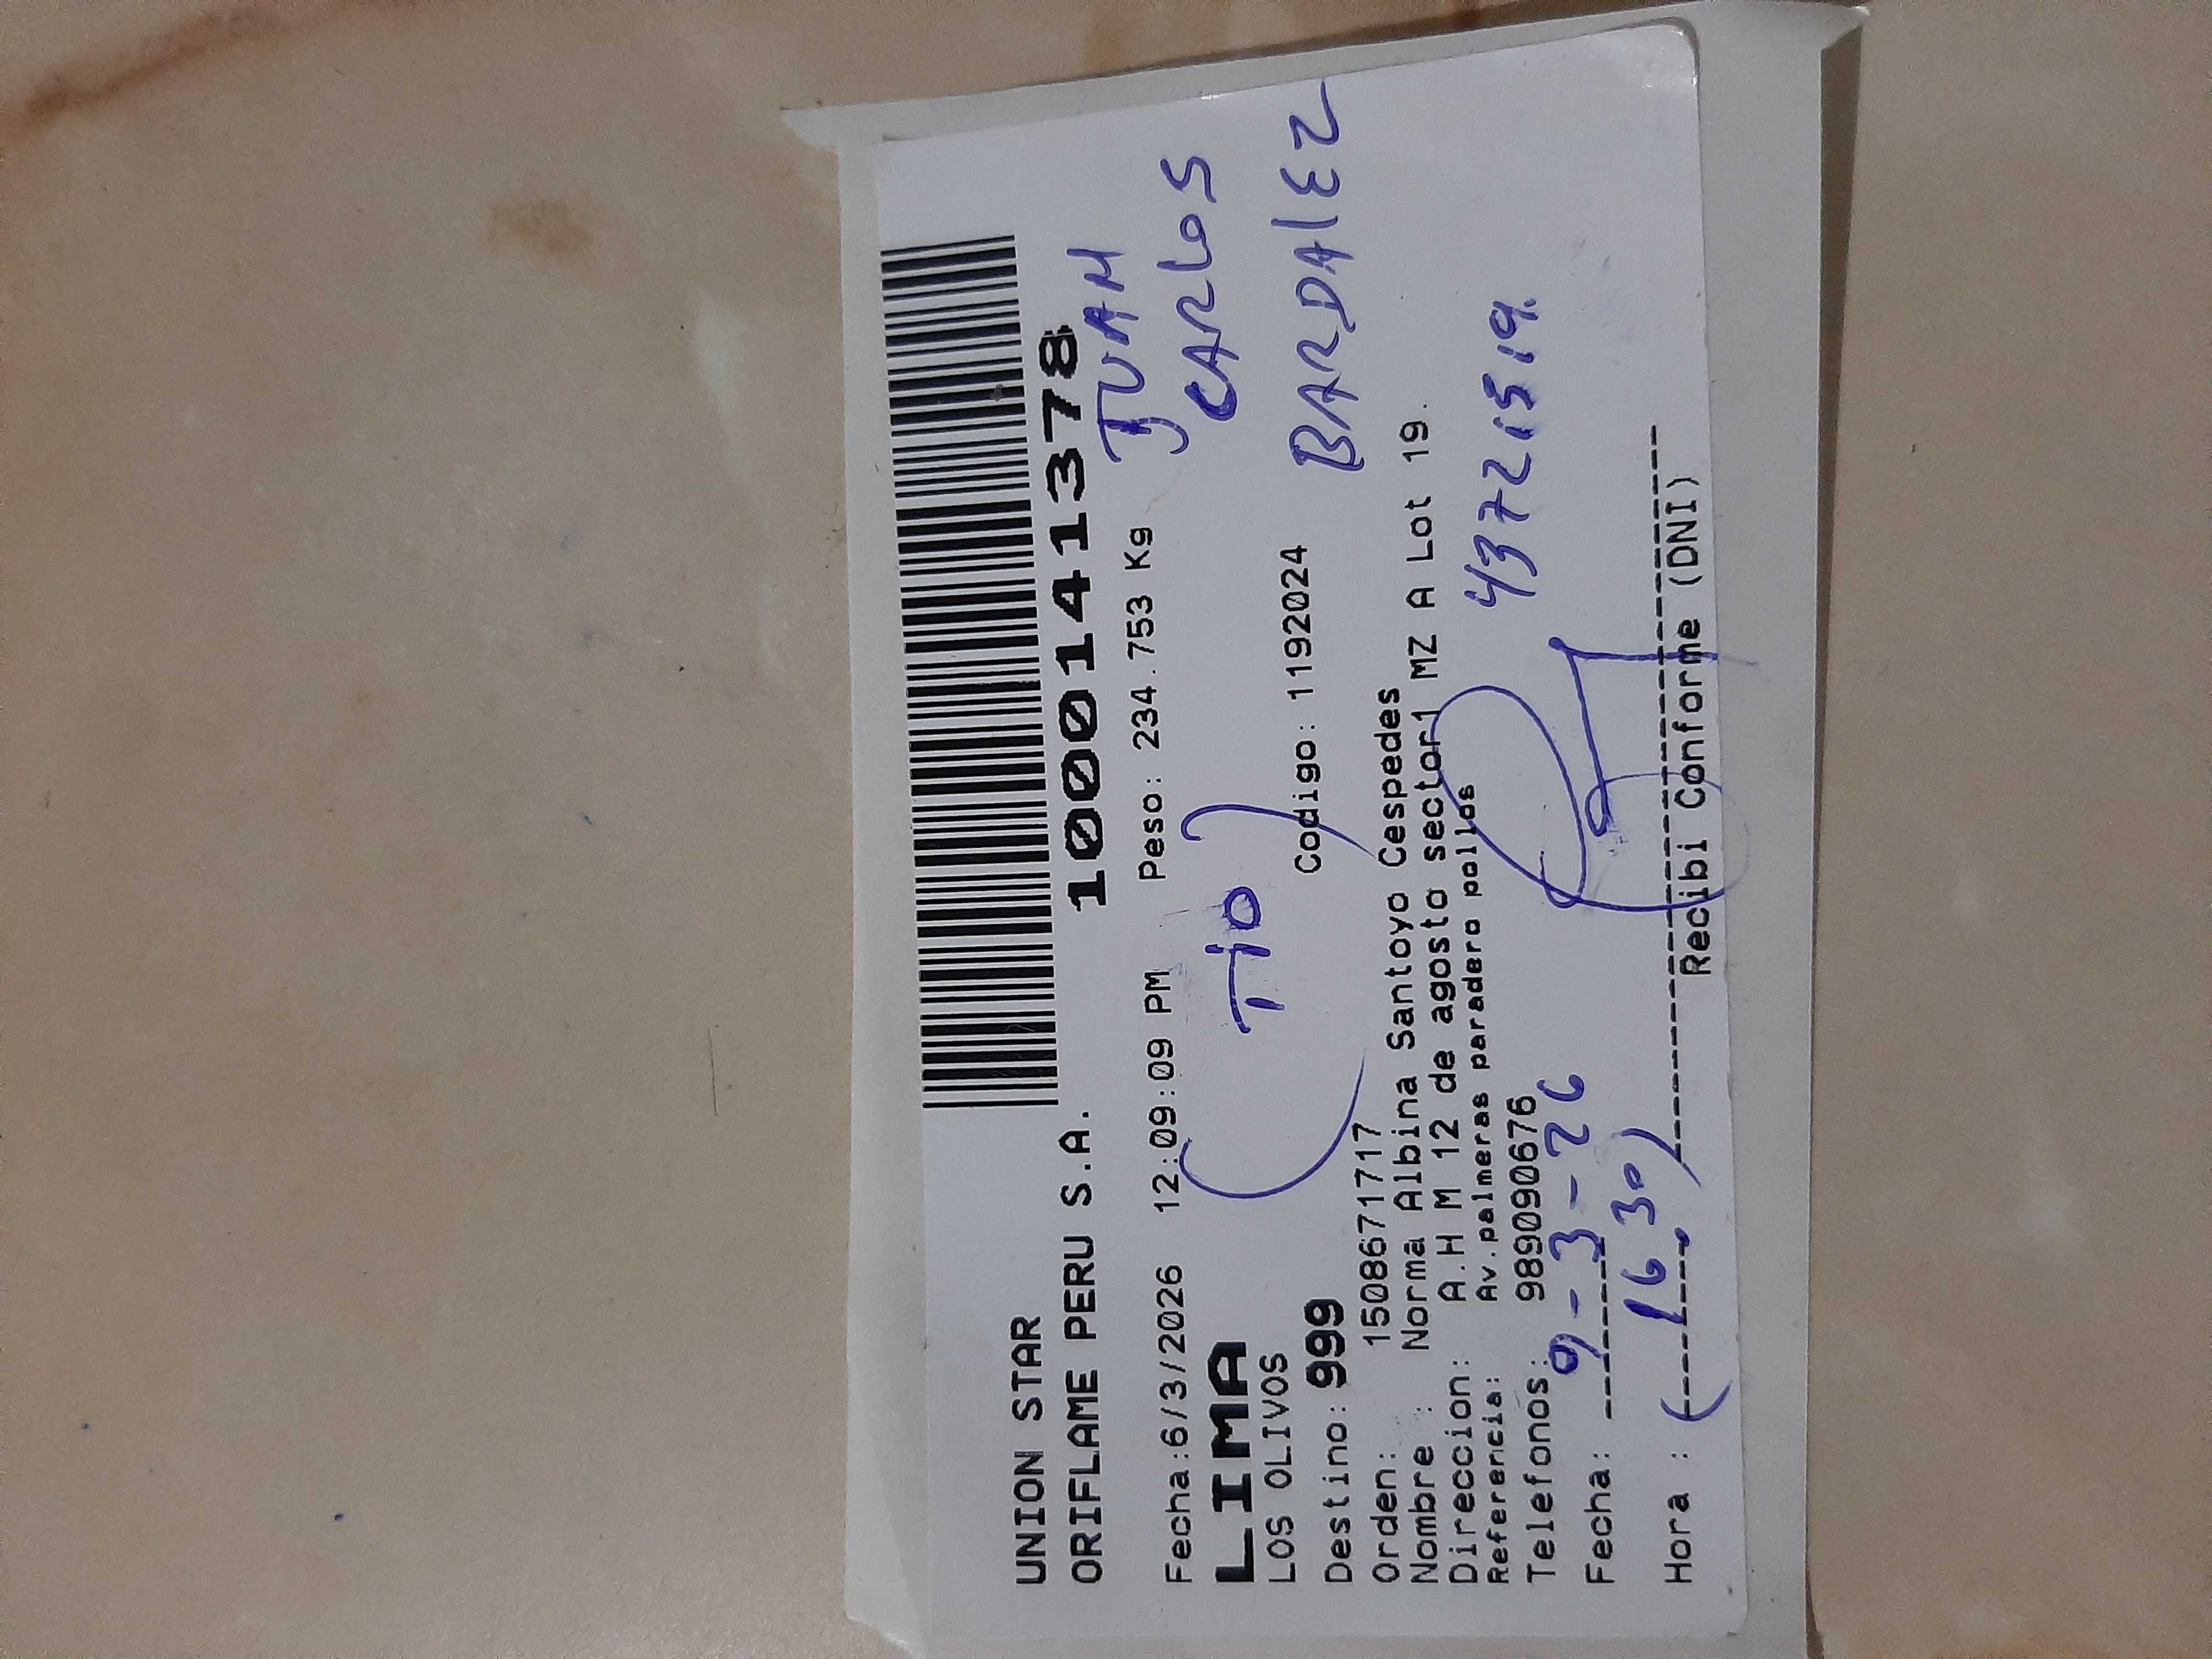 UNION STAR
ORIFLAME PERU S.A.
1000141378
Fecha:6/3/2026 12:09:09 PM Peso: 234.753 Kg
JUAN
CARLOS
LIMA
LOS OLIVOS
(TIO)
BARDALEZ
Destino: 999 Codigo: 1192024
Orden: 1508671717
Nombre : Norma Albina Santoyo Cespedes
Direccion: A.H M 12 de agosto sector1 MZ A Lot 19.
Referencia: Av.palmeras paradero pollos
Telefonos: 989090676
43721519.
Fecha: 9-3-26
Hora : (16.30)
Recibi Conforme (DNI)